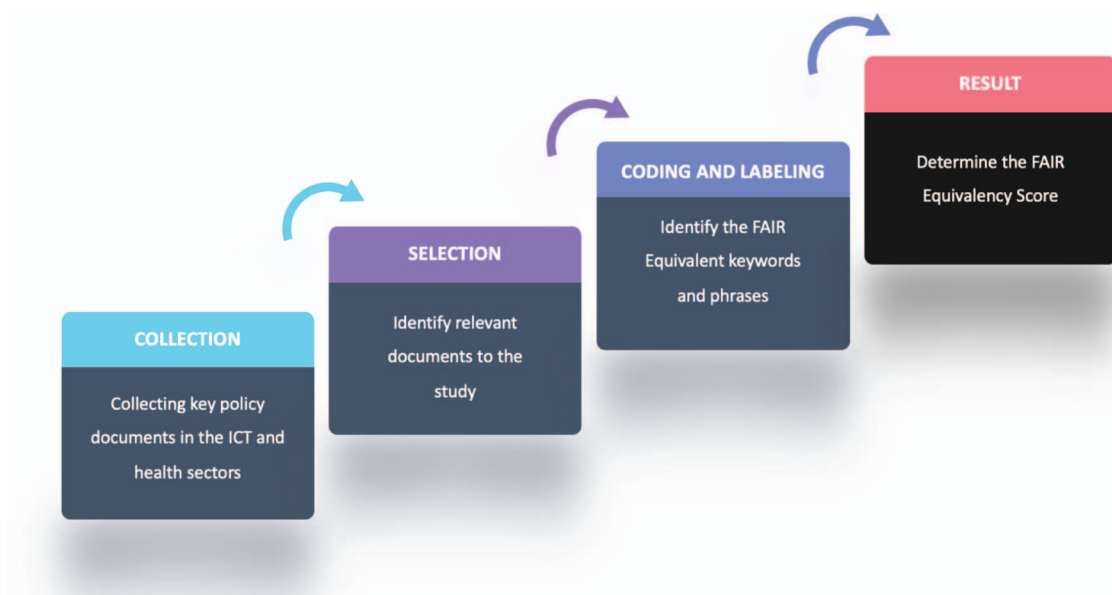 COLLECTION
Collecting key policy
documents in the ICT and
health sectors
SELECTION
Identify relevant
documents to the
study
CODING AND LABELING
Identify the FAIR
Equivalent keywords
and phrases
RESULT
Determine the FAIR
Equivalency Score